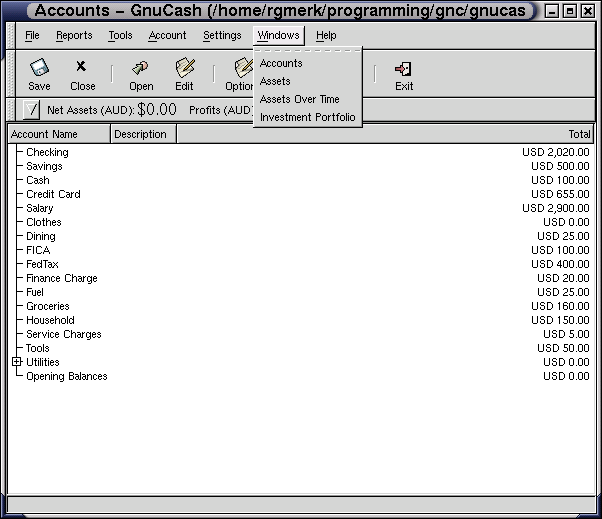 Accounts – GnuCash (/home/rgmerk/programming/gnc/gnucas
File Reports Tools Account Settings Windows Help
Accounts
Assets
Assets Over Time
Investment Portfolio
Save Close Open Edit Option Exit
Net Assets (AUD): $0.00 Profits (AUD
Account Name Description Total
Checking USD 2,020.00
Savings USD 500.00
Cash USD 100.00
Credit Card USD 655.00
Salary USD 2,900.00
Clothes USD 0.00
Dining USD 25.00
FICA USD 100.00
FedTax USD 400.00
Finance Charge USD 20.00
Fuel USD 25.00
Groceries USD 160.00
Household USD 150.00
Service Charges USD 5.00
Tools USD 50.00
Utilities USD 0.00
Opening Balances USD 0.00